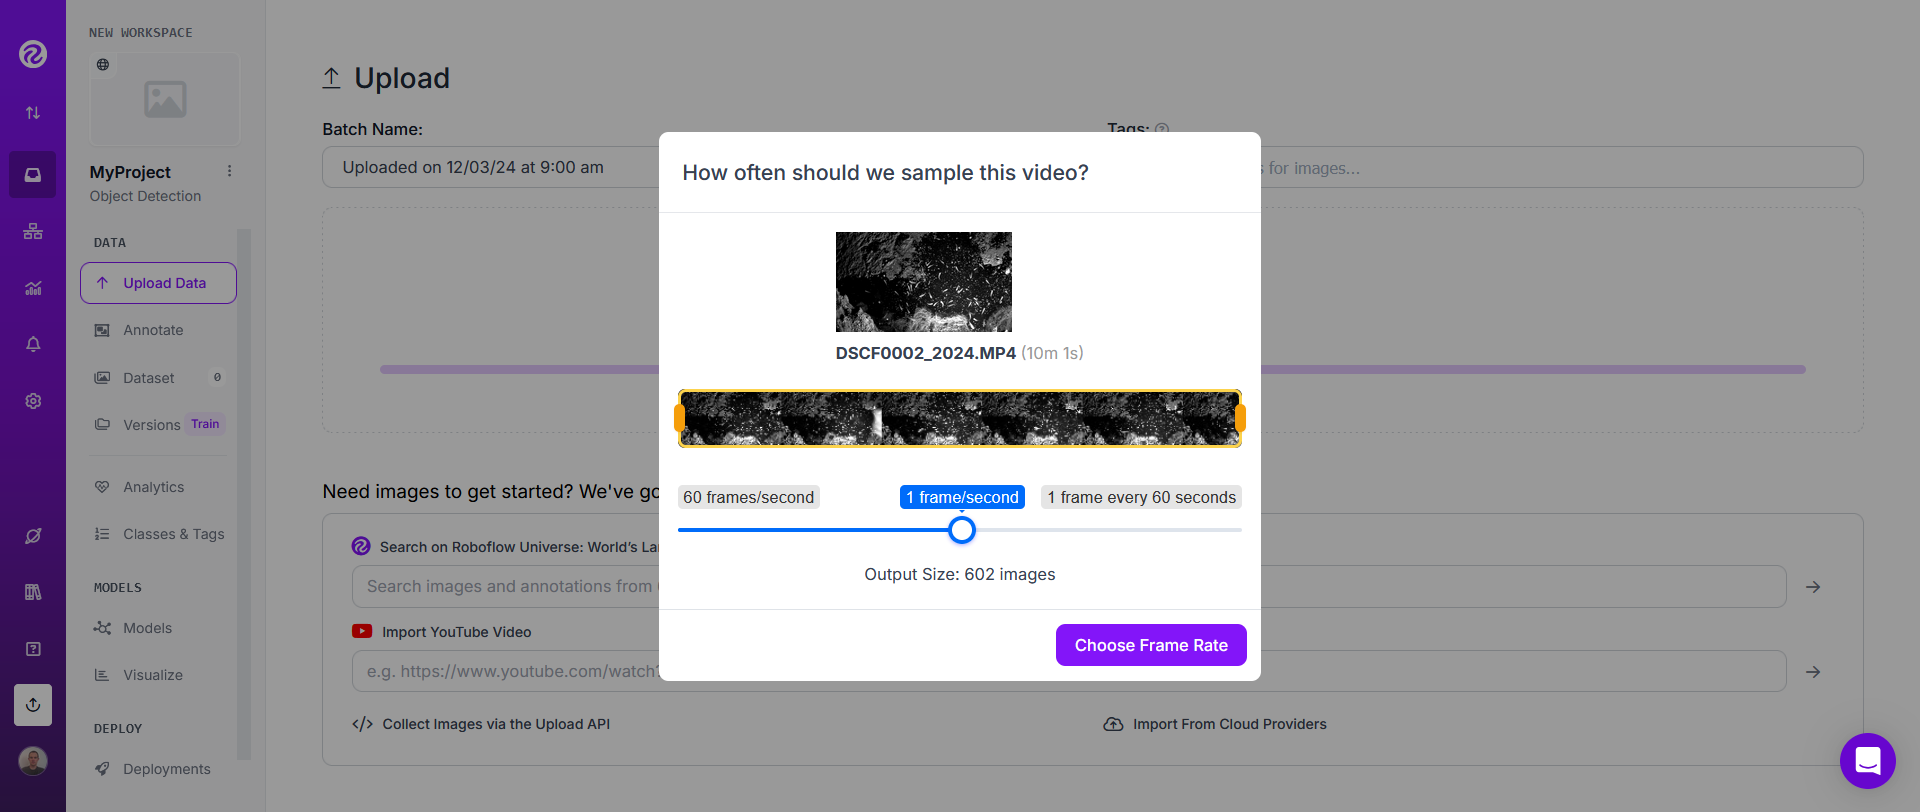 NEW WORKSPACE
MyProject
Object Detection
DATA
Upload Data
Annotate
Dataset 0
Versions Train
Analytics
Classes & Tags
MODELS
Models
Visualize
DEPLOY
Deployments
Upload
Batch Name:
Tags:
Uploaded on 12/03/24 at 9:00 am
for images...
How often should we sample this video?
DSCF0002_2024.MP4 (10m 1s)
60 frames/second
1 frame/second
1 frame every 60 seconds
Output Size: 602 images
Choose Frame Rate
Need images to get started? We've go
Search on Roboflow Universe: World's La
Search images and annotations from
Import YouTube Video
e.g. https://www.youtube.com/watch?
</> Collect Images via the Upload API
Import From Cloud Providers